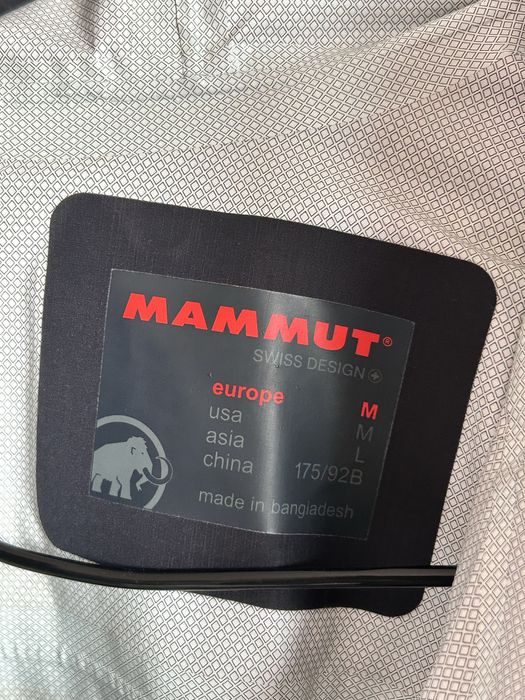 MAMMUT®
SWISS DESIGN
europe M
usa M
asia L
china 175/92B
made in bangladesh